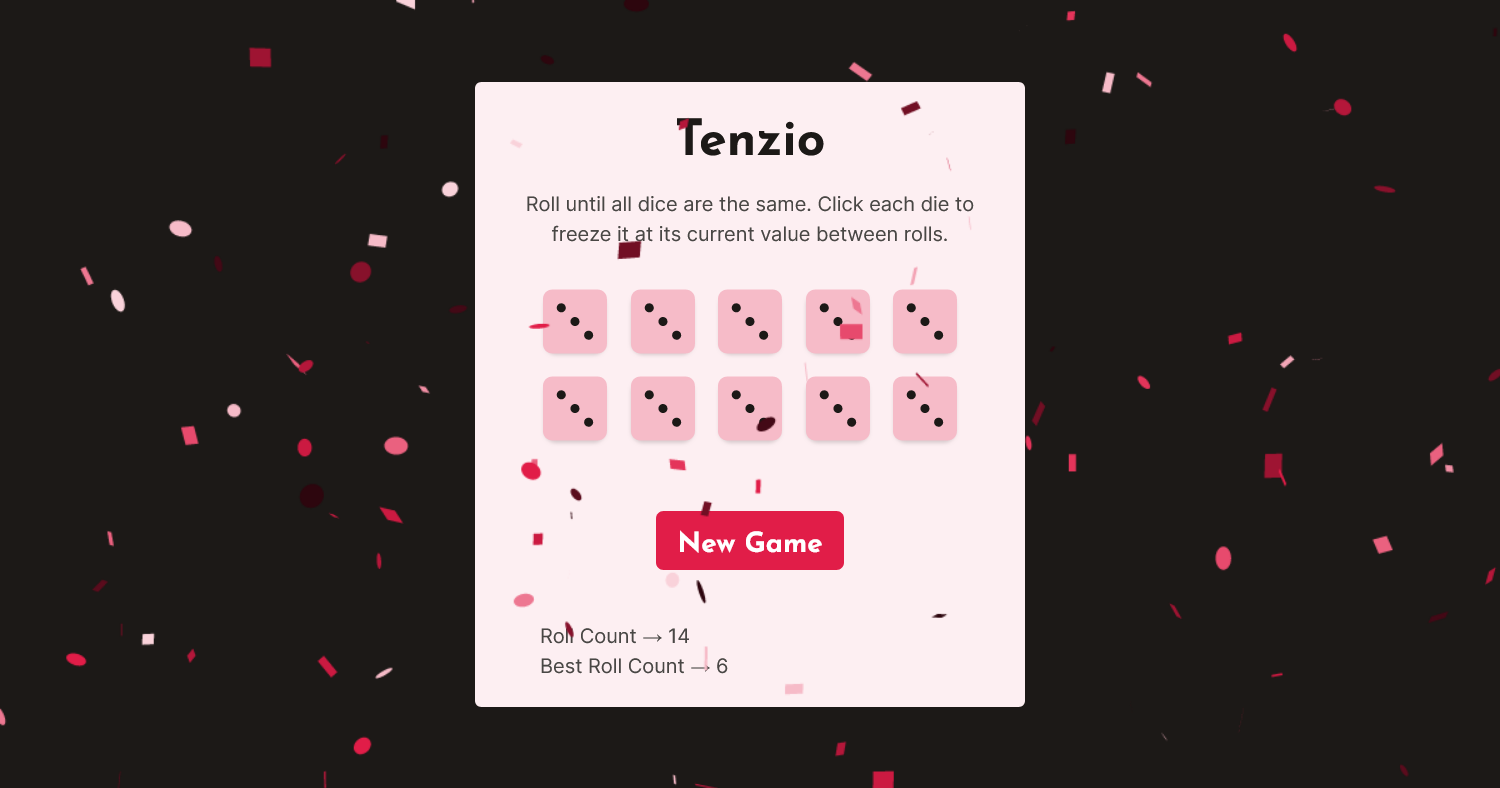 Tenzio
Roll until all dice are the same. Click each die to
freeze it at its current value between rolls.
New Game
Roll Count → 14
Best Roll Count → 6